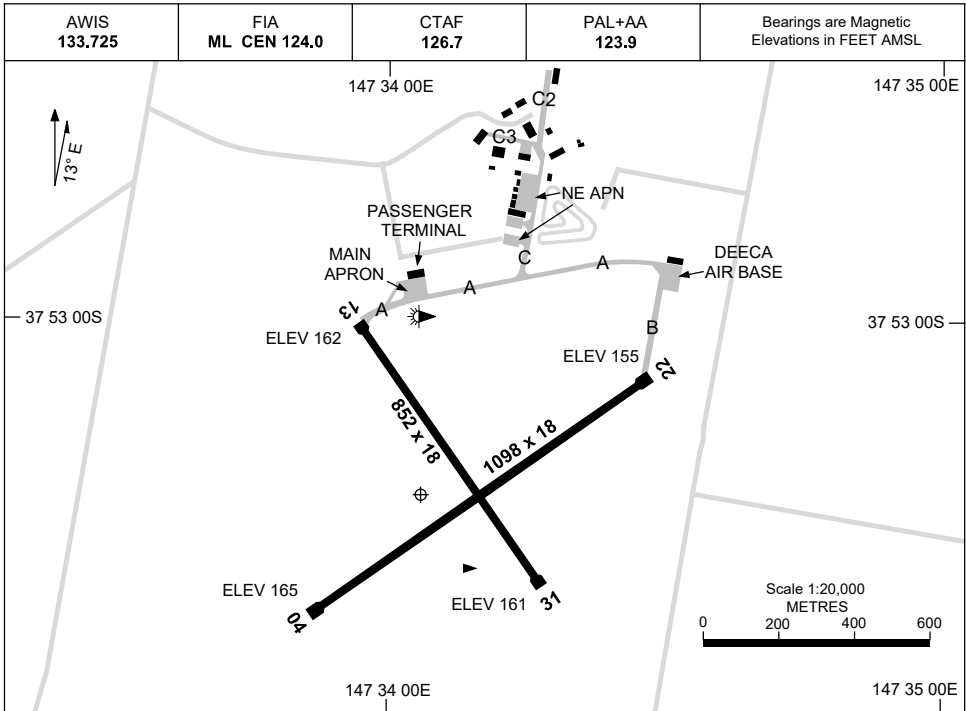 AWIS
133.725
FIA
ML CEN 124.0
CTAF
126.7
PAL+AA
123.9
Bearings are Magnetic
Elevations in FEET AMSL
147 34 00E
147 35 00E
13° E
C2
C3
NE APN
PASSENGER
TERMINAL
MAIN
APRON
C
A
A
A
DEECA
AIR BASE
B
37 53 00S
37 53 00S
13
ELEV 162
ELEV 155
22
852 x 18
1098 x 18
ELEV 165
04
ELEV 161
31
Scale 1:20,000
METRES
0 200 400 600
147 34 00E
147 35 00E